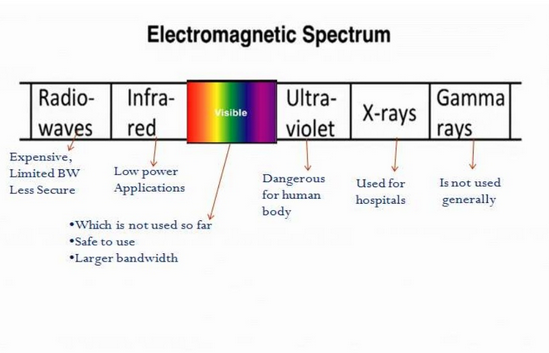 Electromagnetic Spectrum
Radio-
waves
Infra-
red
Visible
Ultra-
violet
X-rays
Gamma
rays
Expensive,
Limited BW
Less Secure
Low power
Applications
•Which is not used so far
•Safe to use
•Larger bandwidth
Dangerous
for human
body
Used for
hospitals
Is not used
generally